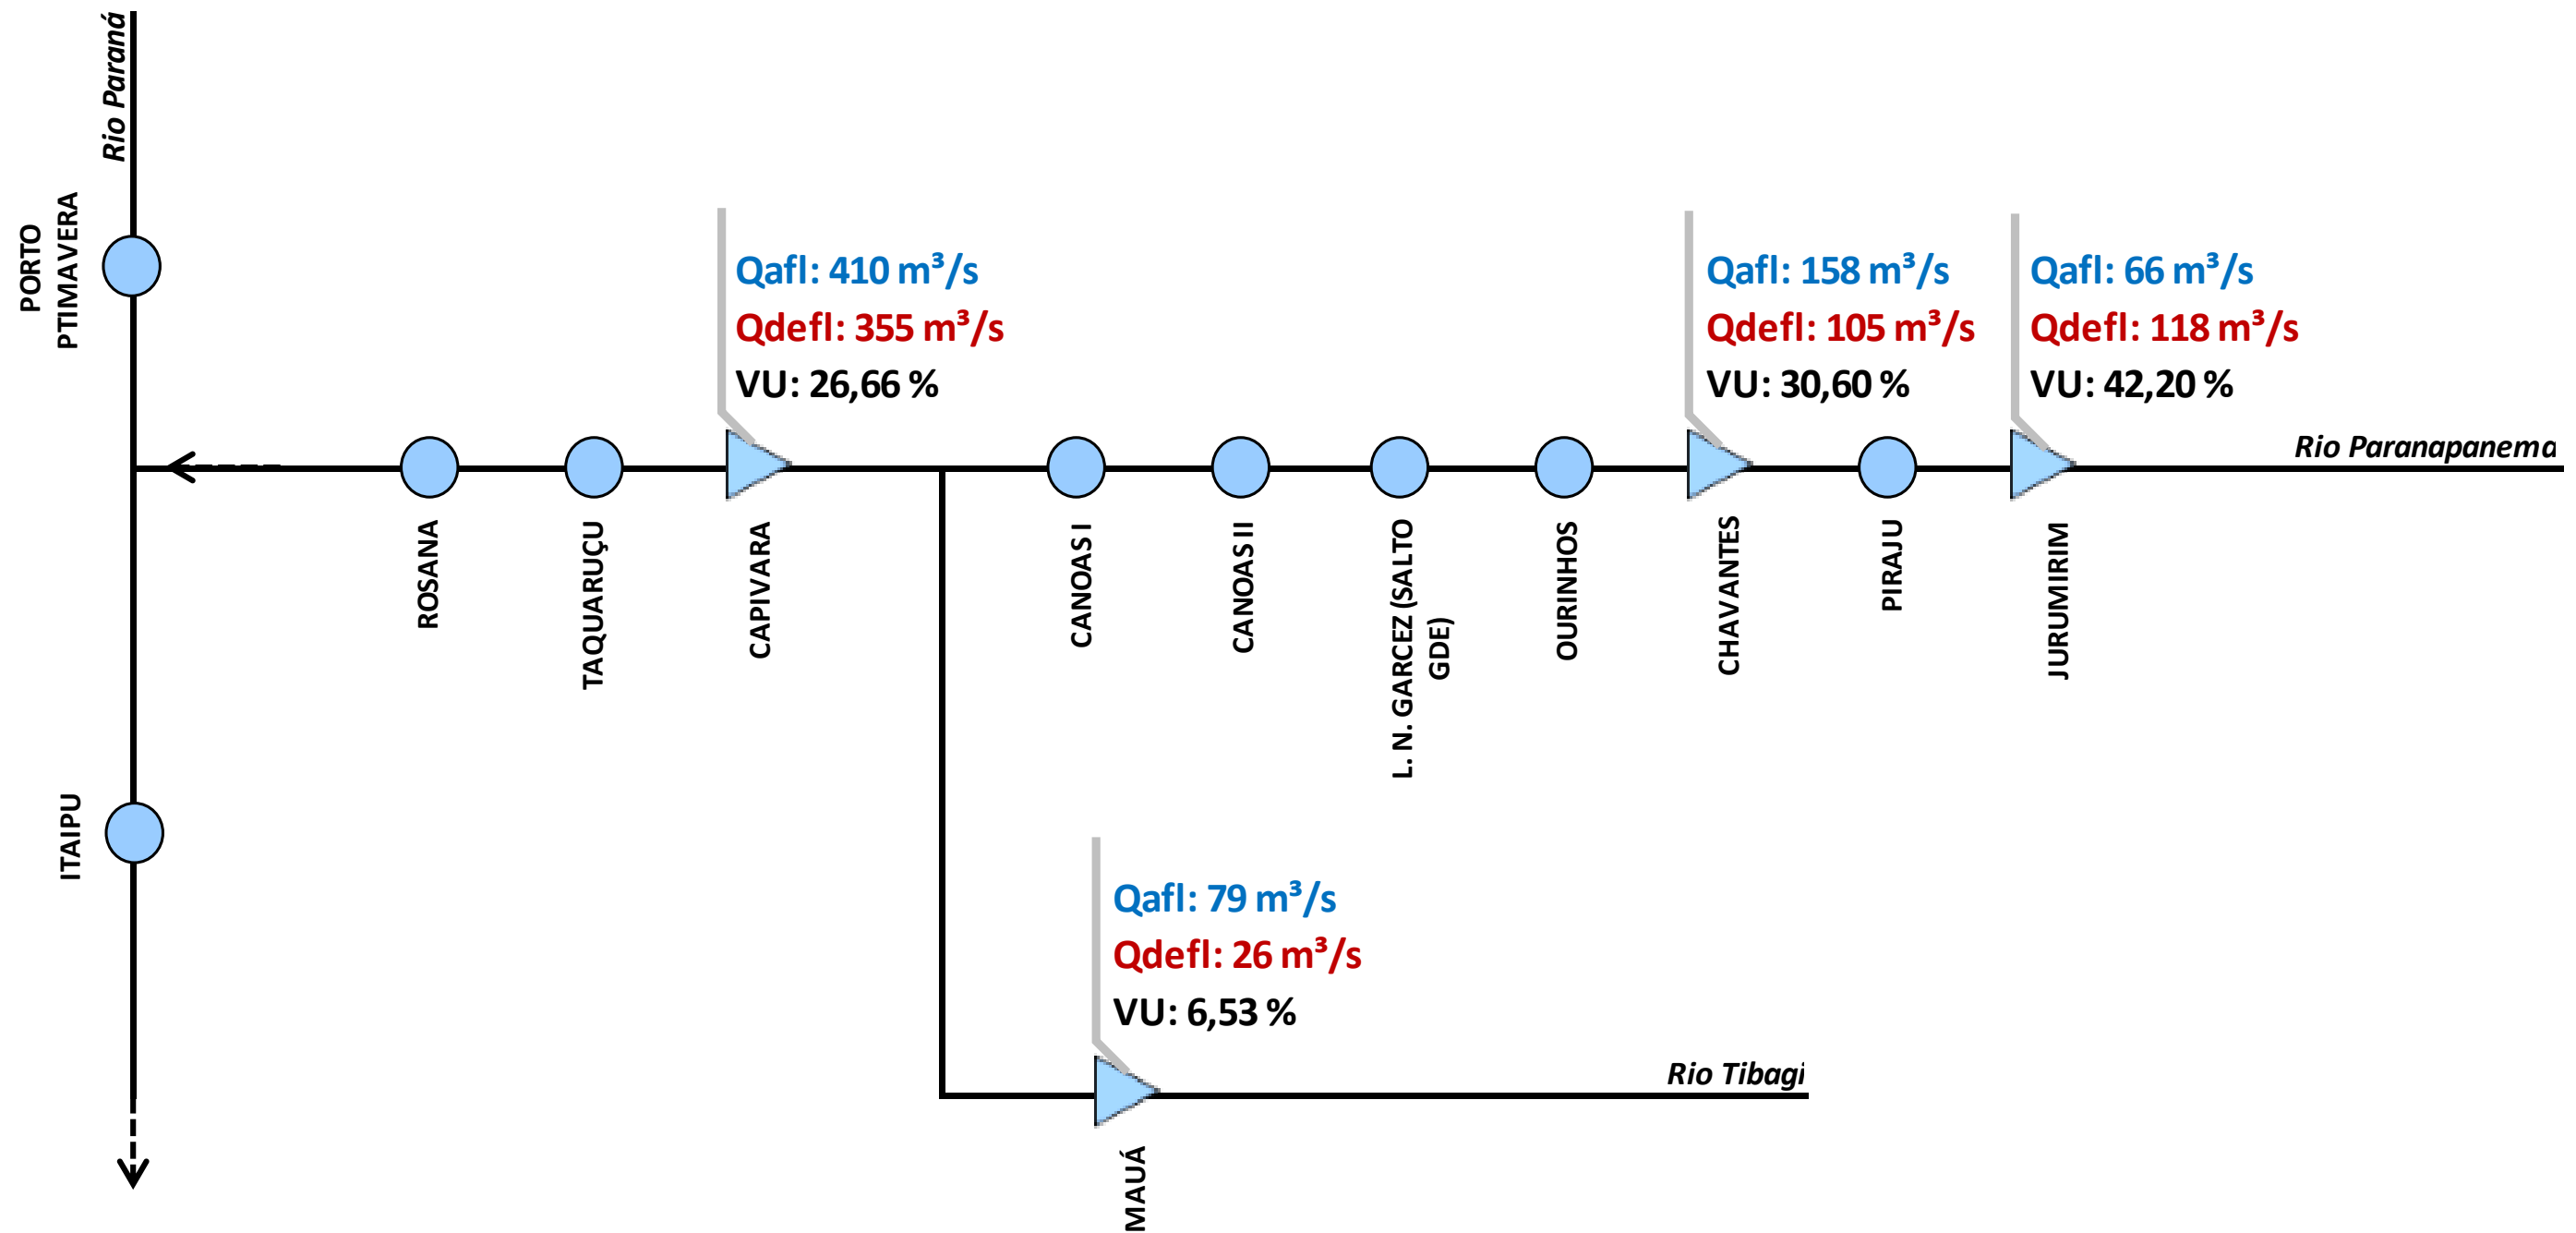 Rio Paraná
PORTO
PTIMAVERA
Qafl: 410 m³/s
Qdefl: 355 m³/s
VU: 26,66 %
Qafl: 158 m³/s
Qdefl: 105 m³/s
VU: 30,60 %
Qafl: 66 m³/s
Qdefl: 118 m³/s
VU: 42,20 %
Rio Paranapanema
ROSANA
TAQUARUÇU
CAPIVARA
CANOAS I
CANOAS II
L. N. GARCEZ (SALTO
GDE)
OURINHOS
CHAVANTES
PIRAJU
JURUMIRIM
ITAIPU
Qafl: 79 m³/s
Qdefl: 26 m³/s
VU: 6,53 %
Rio Tibagi
MAUÁ